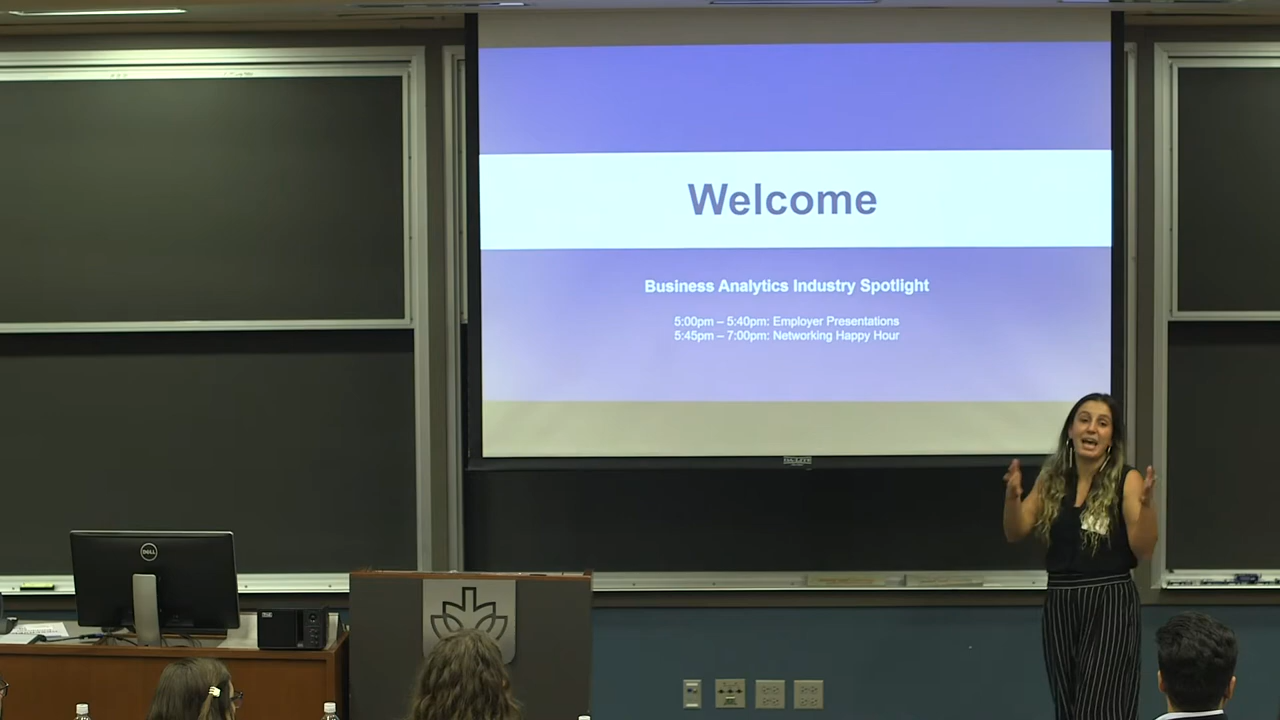 Welcome
Business Analytics Industry Spotlight
5:00pm – 5:40pm: Employer Presentations
5:45pm – 7:00pm: Networking Happy Hour
DELL